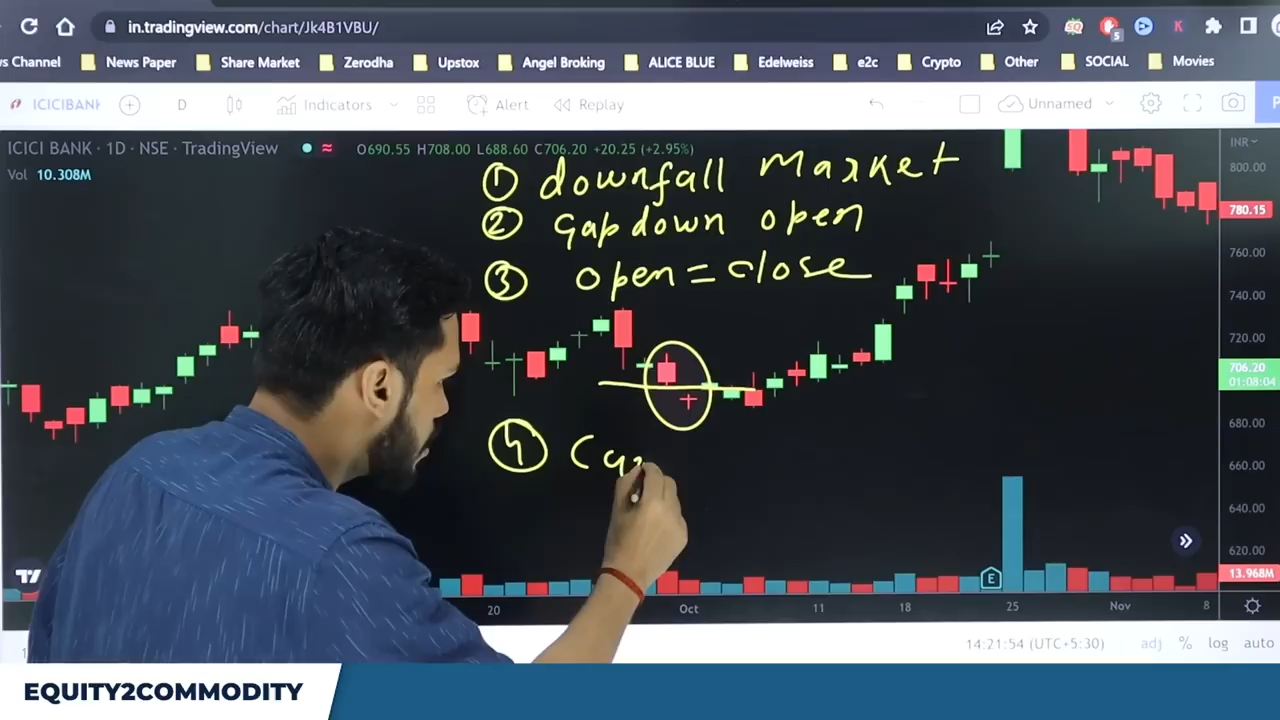 in.tradingview.com/chart/Jk4B1VBU/
5
K
s Channel News Paper Share Market Zerodha Upstox Angel Broking ALICE BLUE Edelweiss e2c Crypto Other SOCIAL Movies
ICICIBANK D Indicators Alert Replay Unnamed P
ICICI BANK · 1D · NSE · TradingView O690.55 H708.00 L688.60 C706.20 +20.25 (+2.95%) INR
Vol 10.308M
① downfall Market
② Gapdown open
③ open = close
④
800.00
780.15
760.00
740.00
720.00
706.20
01:08:04
680.00
660.00
640.00
620.00
13.968M
E
20 Oct 11 18 25 Nov 8
14:21:54 (UTC+5:30) adj % log auto
EQUITY2COMMODITY